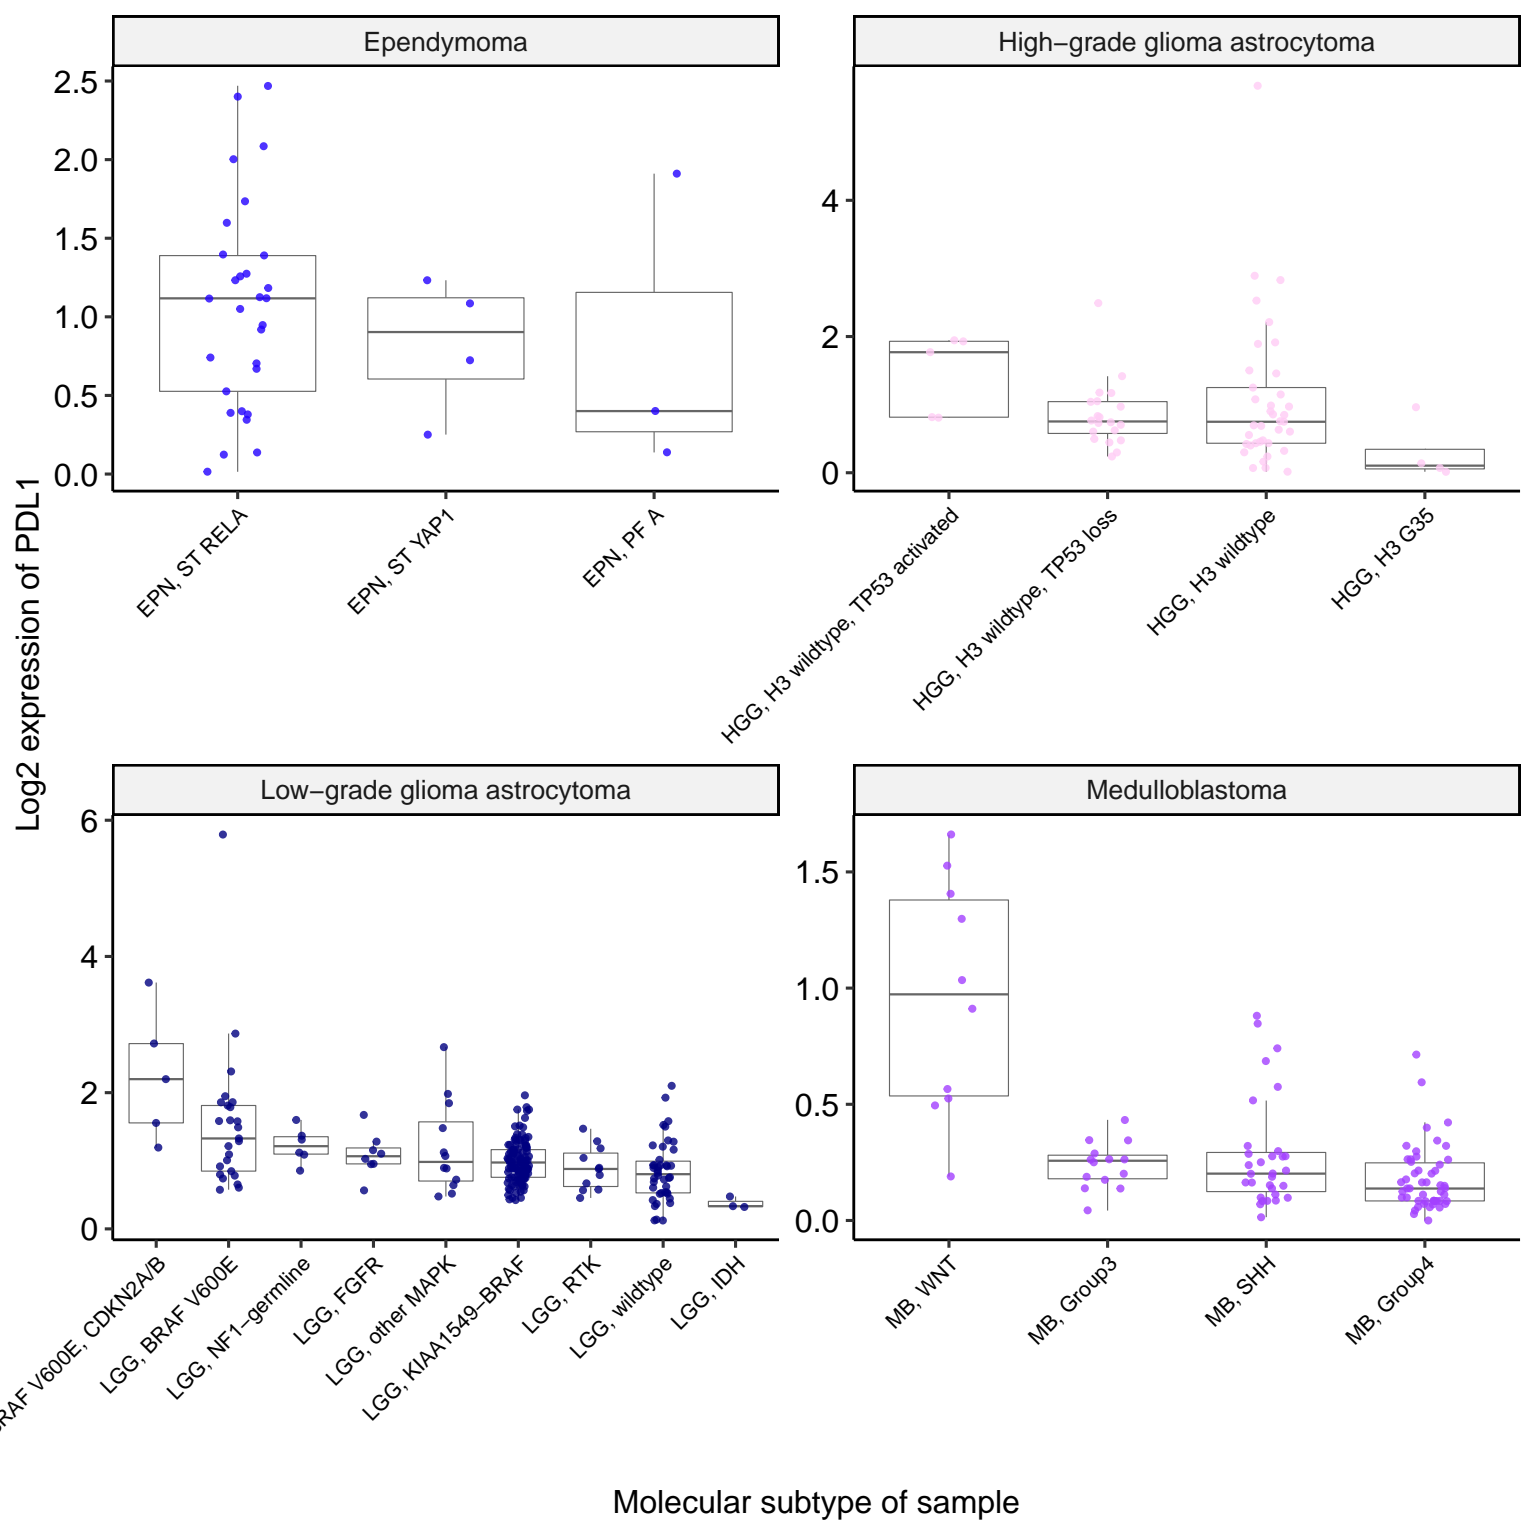 Ependymoma
High−grade glioma astrocytoma
2.5
2.0
1.5
1.0
0.5
0.0
4
2
0
EPN, ST RELA
EPN, ST YAP1
EPN, PF A
HGG, H3 wildtype, TP53 activated
HGG, H3 wildtype, TP53 loss
HGG, H3 wildtype
HGG, H3 G35
Log2 expression of PDL1
Low−grade glioma astrocytoma
Medulloblastoma
6
4
2
0
1.5
1.0
0.5
0.0
V600E, CDKN2A/B
LGG, BRAF V600E
LGG, NF1−germline
LGG, FGFR
LGG, other MAPK
LGG, KIAA1549−BRAF
LGG, RTK
LGG, wildtype
LGG, IDH
MB, WNT
MB, Group3
MB, SHH
MB, Group4
Molecular subtype of sample